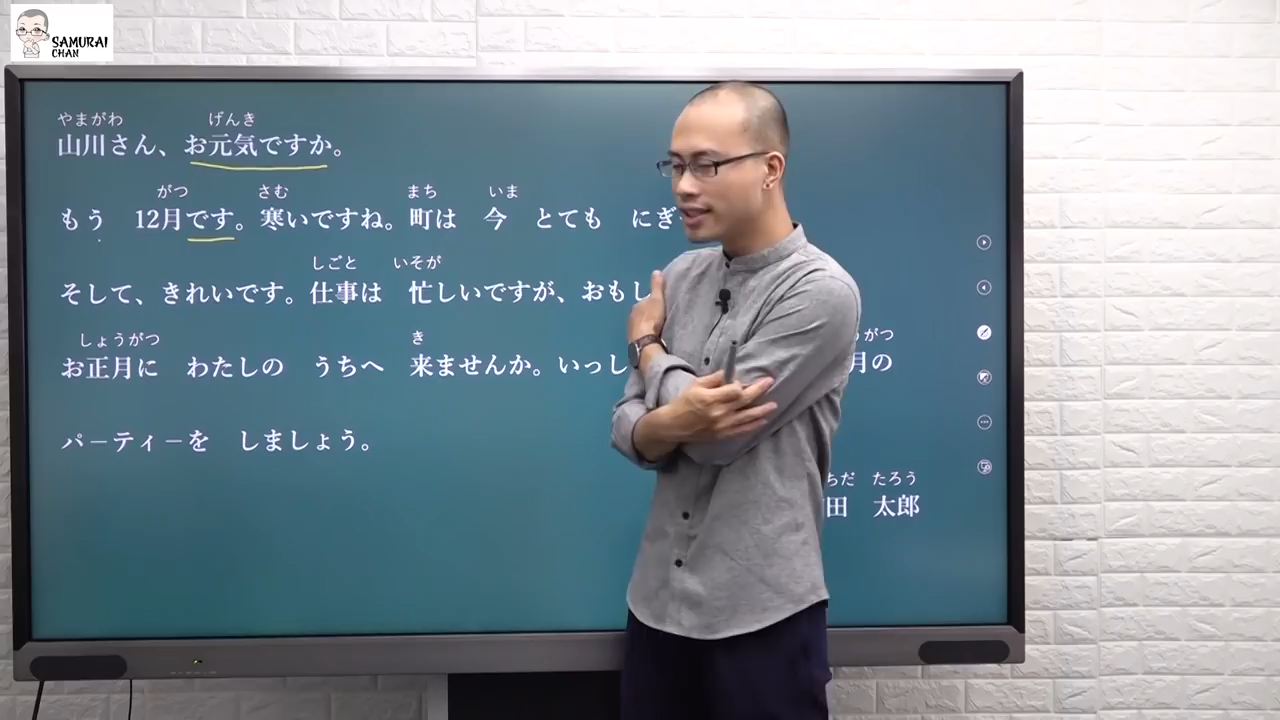 SAMURAI
CHAN
やまがわ げんき
山川さん、お元気ですか。
がつ さむ まち いま
もう 12月です。寒いですね。町は 今 とても にぎ
しごと いそが
そして、きれいです。仕事は 忙しいですが、おもし
しょうがつ き がつ
お正月に わたしの うちへ 来ませんか。いっし 月の
パーティーを しましょう。
ちだ たろう
田 太郎